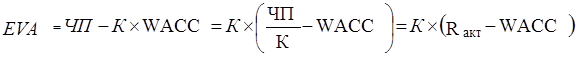 EVA = ЧП – К × WACC = К × (ЧП/К – WACC) = К × (R акт – WACC)